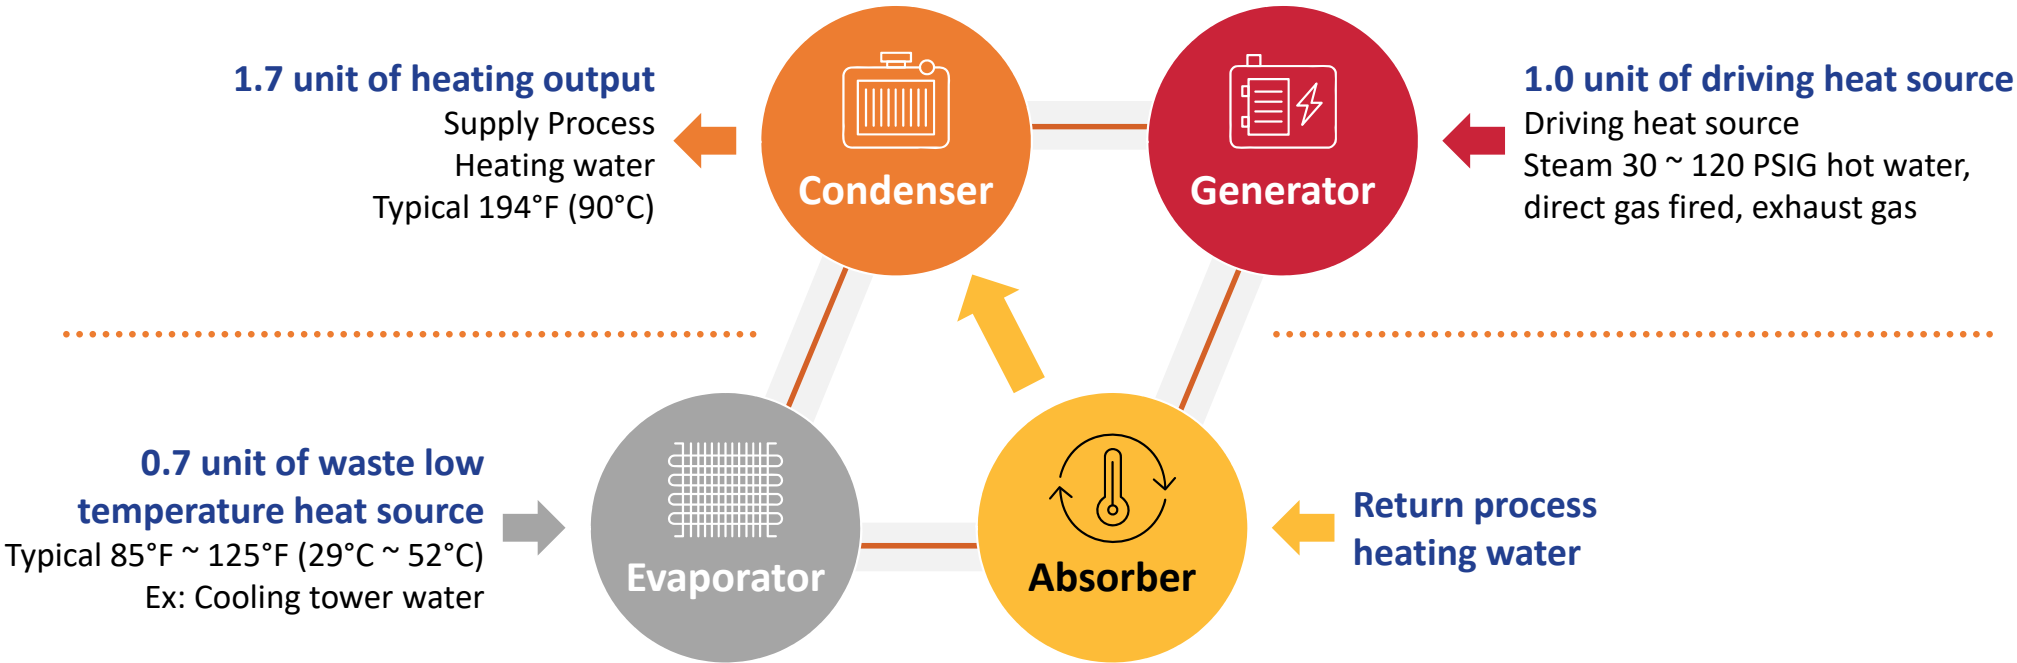 1.7 unit of heating output
Supply Process
Heating water
Typical 194°F (90°C)
Condenser
Generator
1.0 unit of driving heat source
Driving heat source
Steam 30 ~ 120 PSIG hot water,
direct gas fired, exhaust gas
0.7 unit of waste low
temperature heat source
Typical 85°F ~ 125°F (29°C ~ 52°C)
Ex: Cooling tower water
Evaporator
Absorber
Return process
heating water